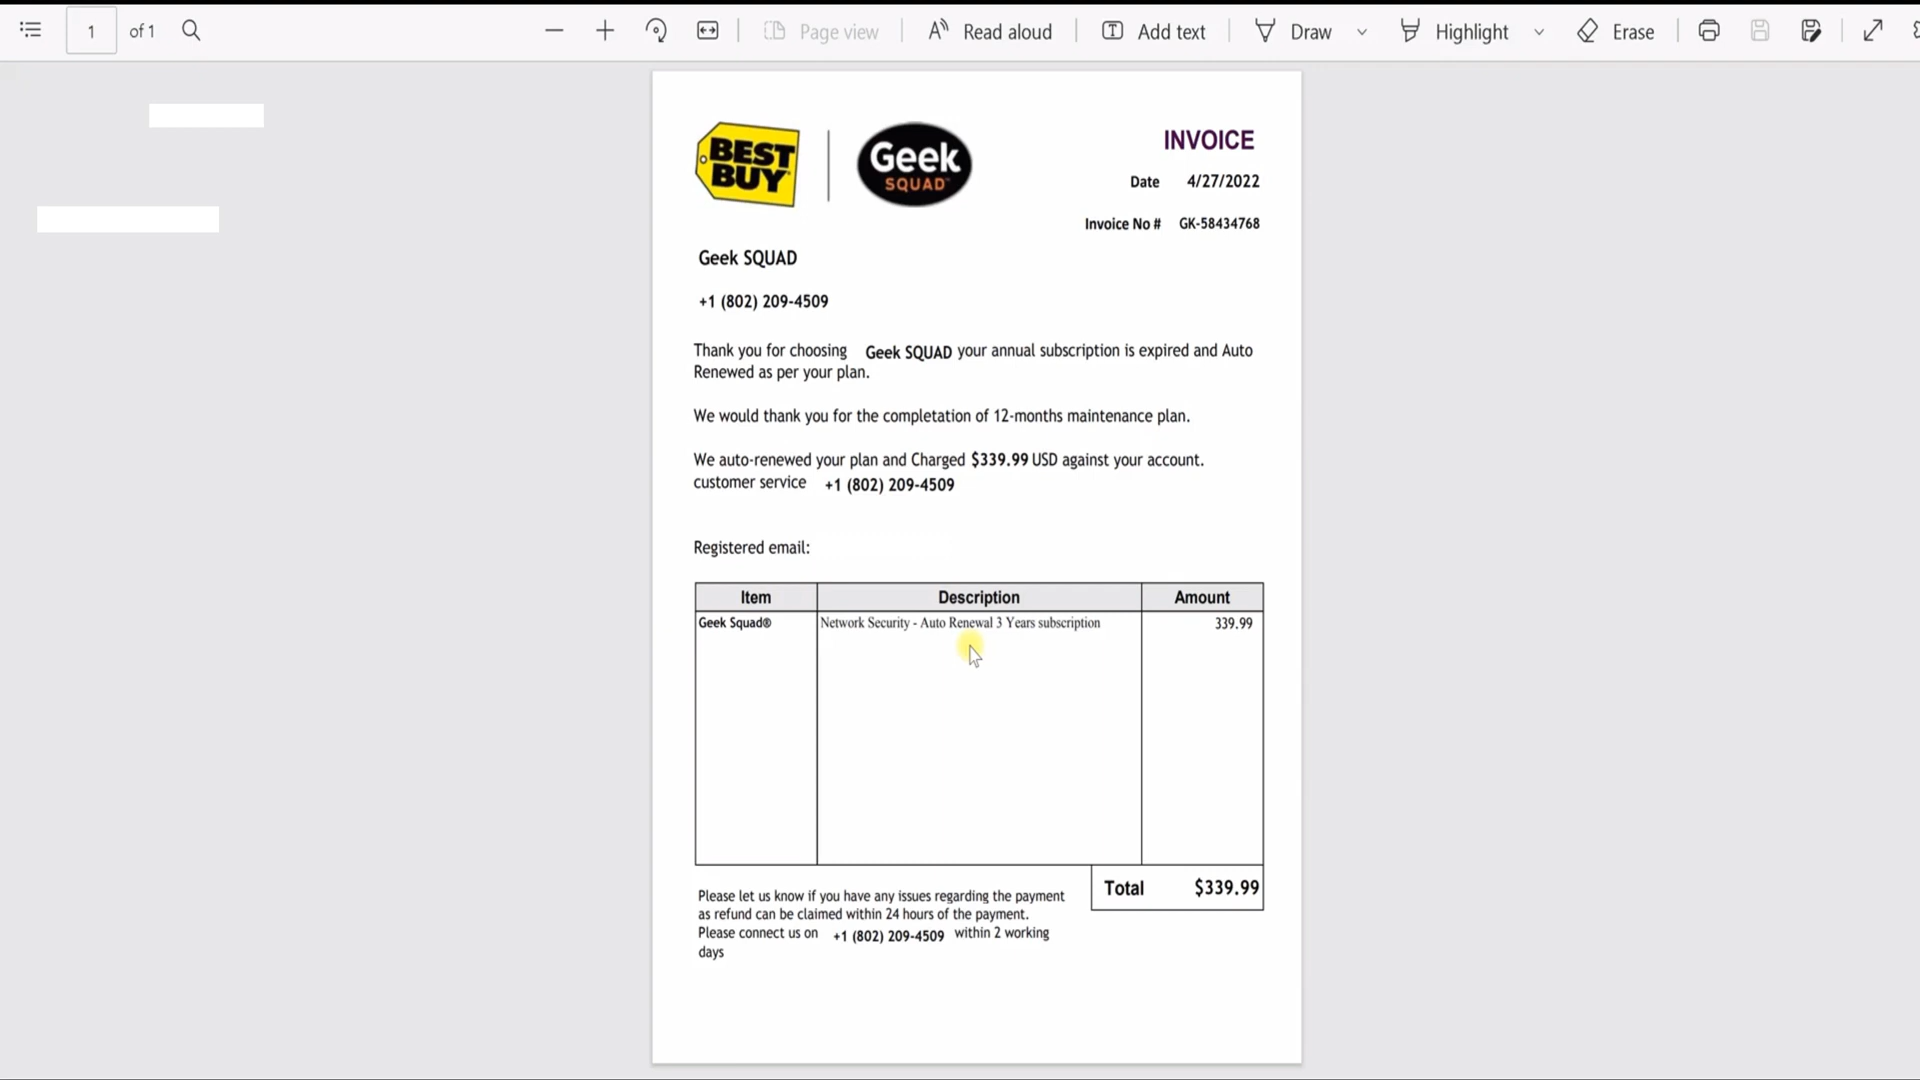 1 of 1 Page view Read aloud Add text Draw Highlight Erase
BEST
BUY
Geek
SQUAD™
INVOICE
Date 4/27/2022
Invoice No # GK-58434768
Geek SQUAD
+1 (802) 209-4509
Thank you for choosing Geek SQUAD your annual subscription is expired and Auto
Renewed as per your plan.
We would thank you for the completation of 12-months maintenance plan.
We auto-renewed your plan and Charged $339.99 USD against your account.
customer service +1 (802) 209-4509
Registered email:
Item Description Amount
Geek Squad® Network Security - Auto Renewal 3 Years subscription 339.99
Total $339.99
Please let us know if you have any issues regarding the payment
as refund can be claimed within 24 hours of the payment.
Please connect us on +1 (802) 209-4509 within 2 working
days